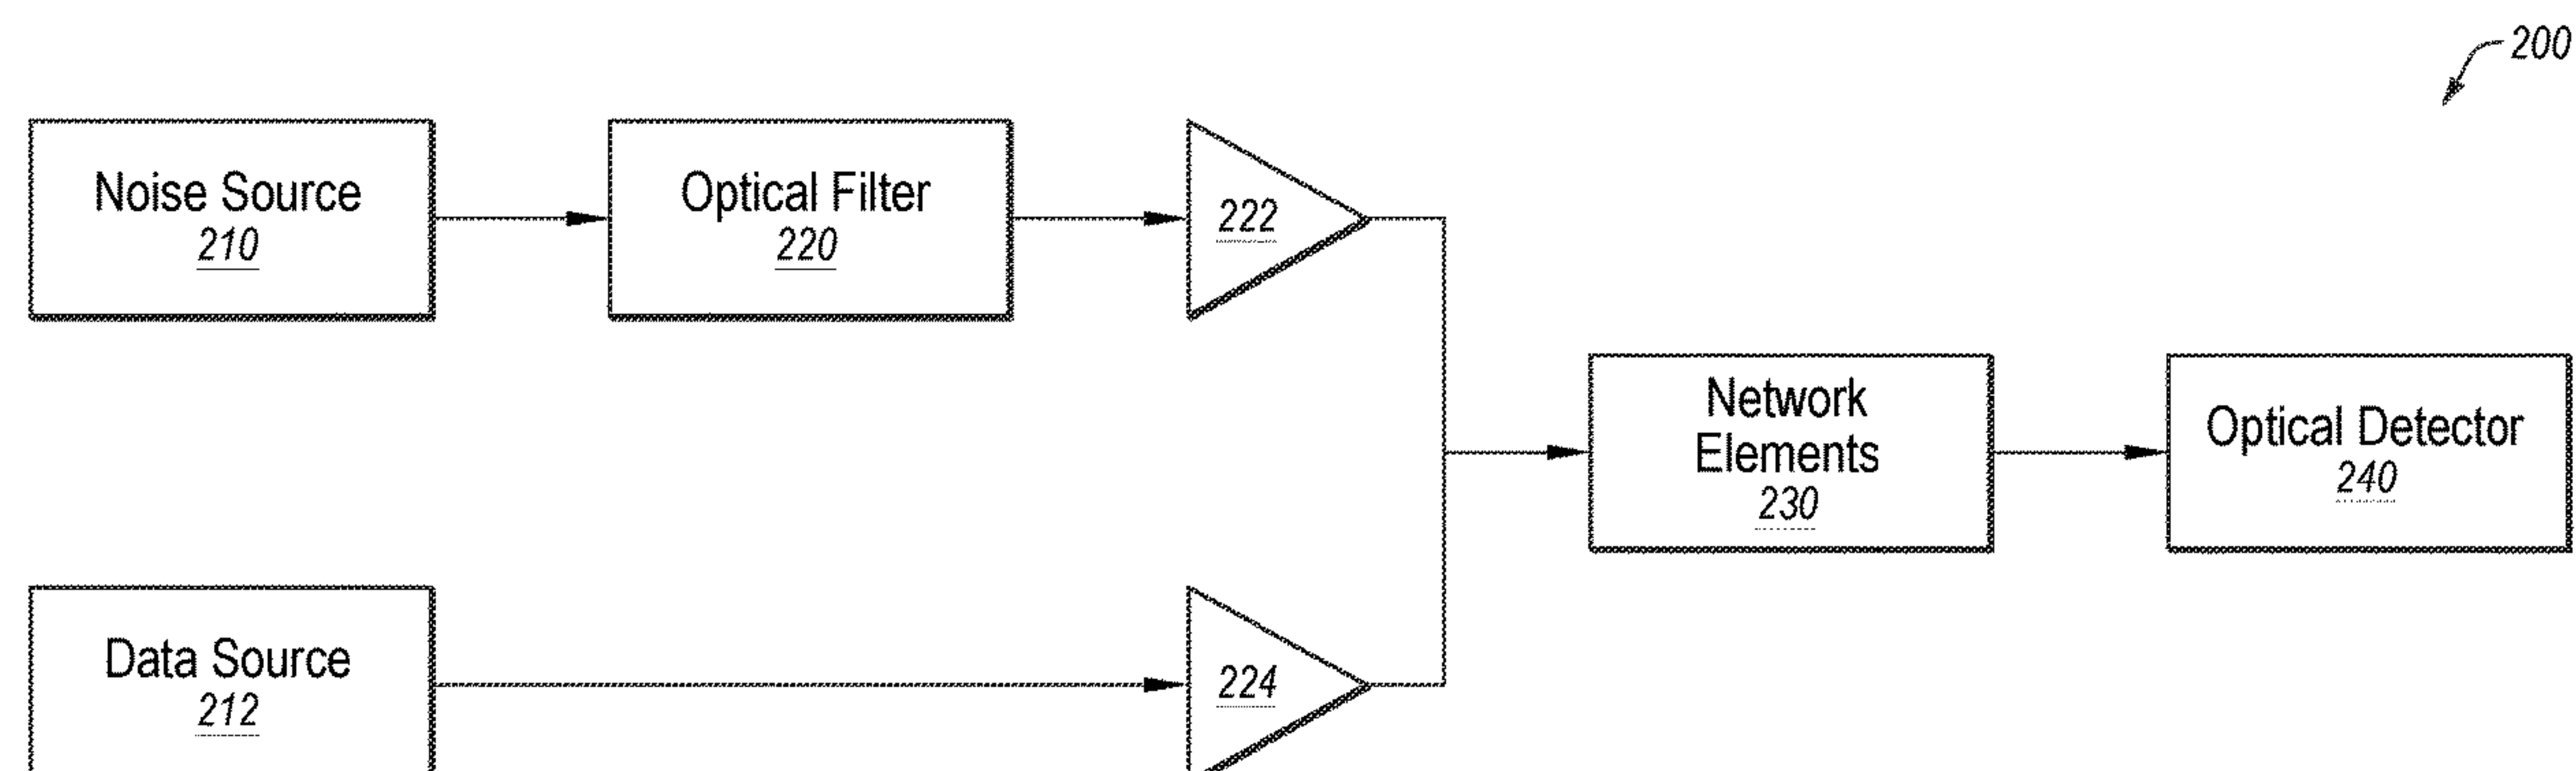 200
Noise Source
210
Optical Filter
220
222
Network
Elements
230
Optical Detector
240
Data Source
212
224